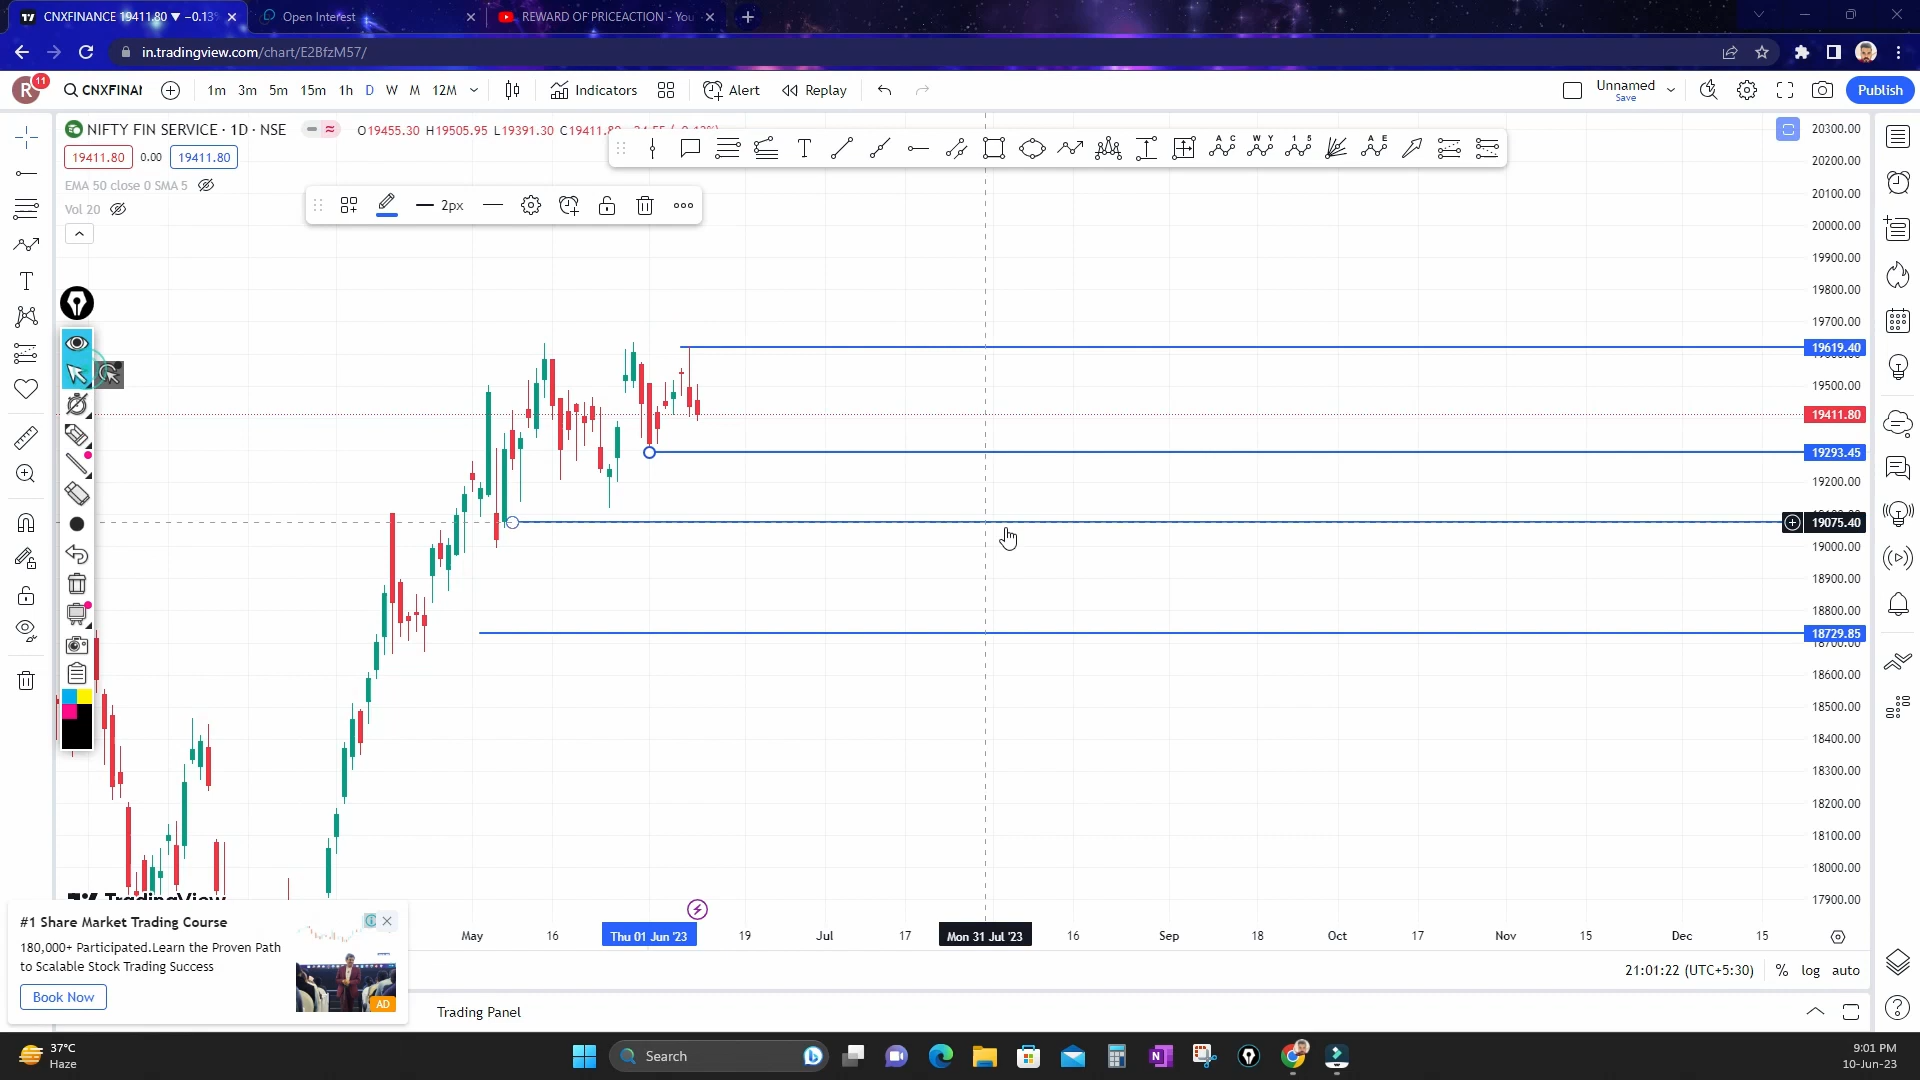 CNXFINANCE 19411.80 ▼ −0.13%
Open Interest
REWARD OF PRICEACTION - You
in.tradingview.com/chart/E2BfzM57/
R
11
CNXFINAN
1m 3m 5m 15m 1h D W M 12M
Indicators
Alert
Replay
Unnamed
Save
Publish
NIFTY FIN SERVICE · 1D · NSE
O19455.30 H19505.95 L19391.30 C19411.80
19411.80 0.00 19411.80
EMA 50 close 0 SMA 5
Vol 20
A C
W Y
1 5
A E
2px
20300.00
20200.00
20100.00
20000.00
19900.00
19800.00
19700.00
19619.40
19500.00
19411.80
19293.45
19200.00
19075.40
19000.00
18900.00
18800.00
18729.85
18600.00
18500.00
18400.00
18300.00
18200.00
18100.00
18000.00
17900.00
TradingView
#1 Share Market Trading Course
180,000+ Participated.Learn the Proven Path
to Scalable Stock Trading Success
Book Now
AD
May 16 Thu 01 Jun '23 19 Jul 17 Mon 31 Jul '23 16 Sep 18 Oct 17 Nov 15 Dec 15
21:01:22 (UTC+5:30) % log auto
Trading Panel
37°C
Haze
Search
9:01 PM
10-Jun-23